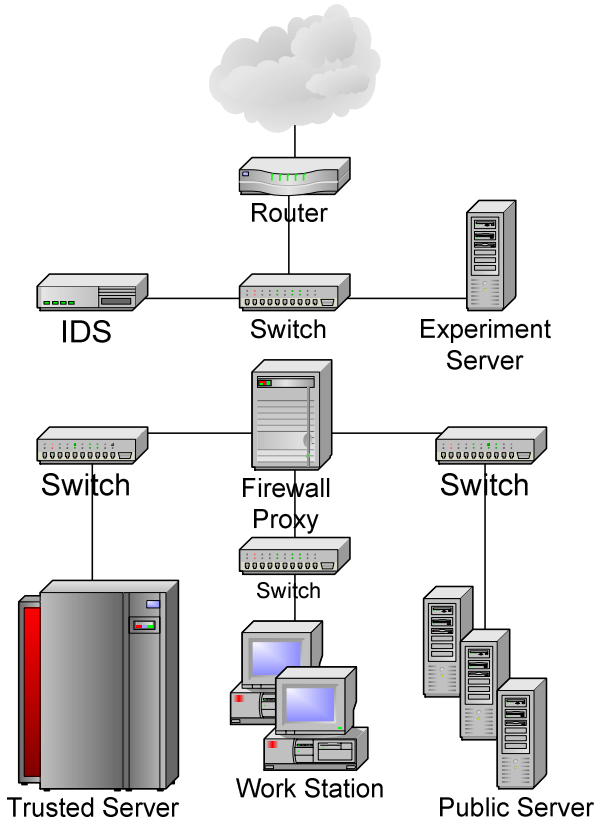 Router
IDS
Switch
Experiment
Server
Switch
Firewall
Proxy
Switch
Switch
Trusted Server
Work Station
Public Server